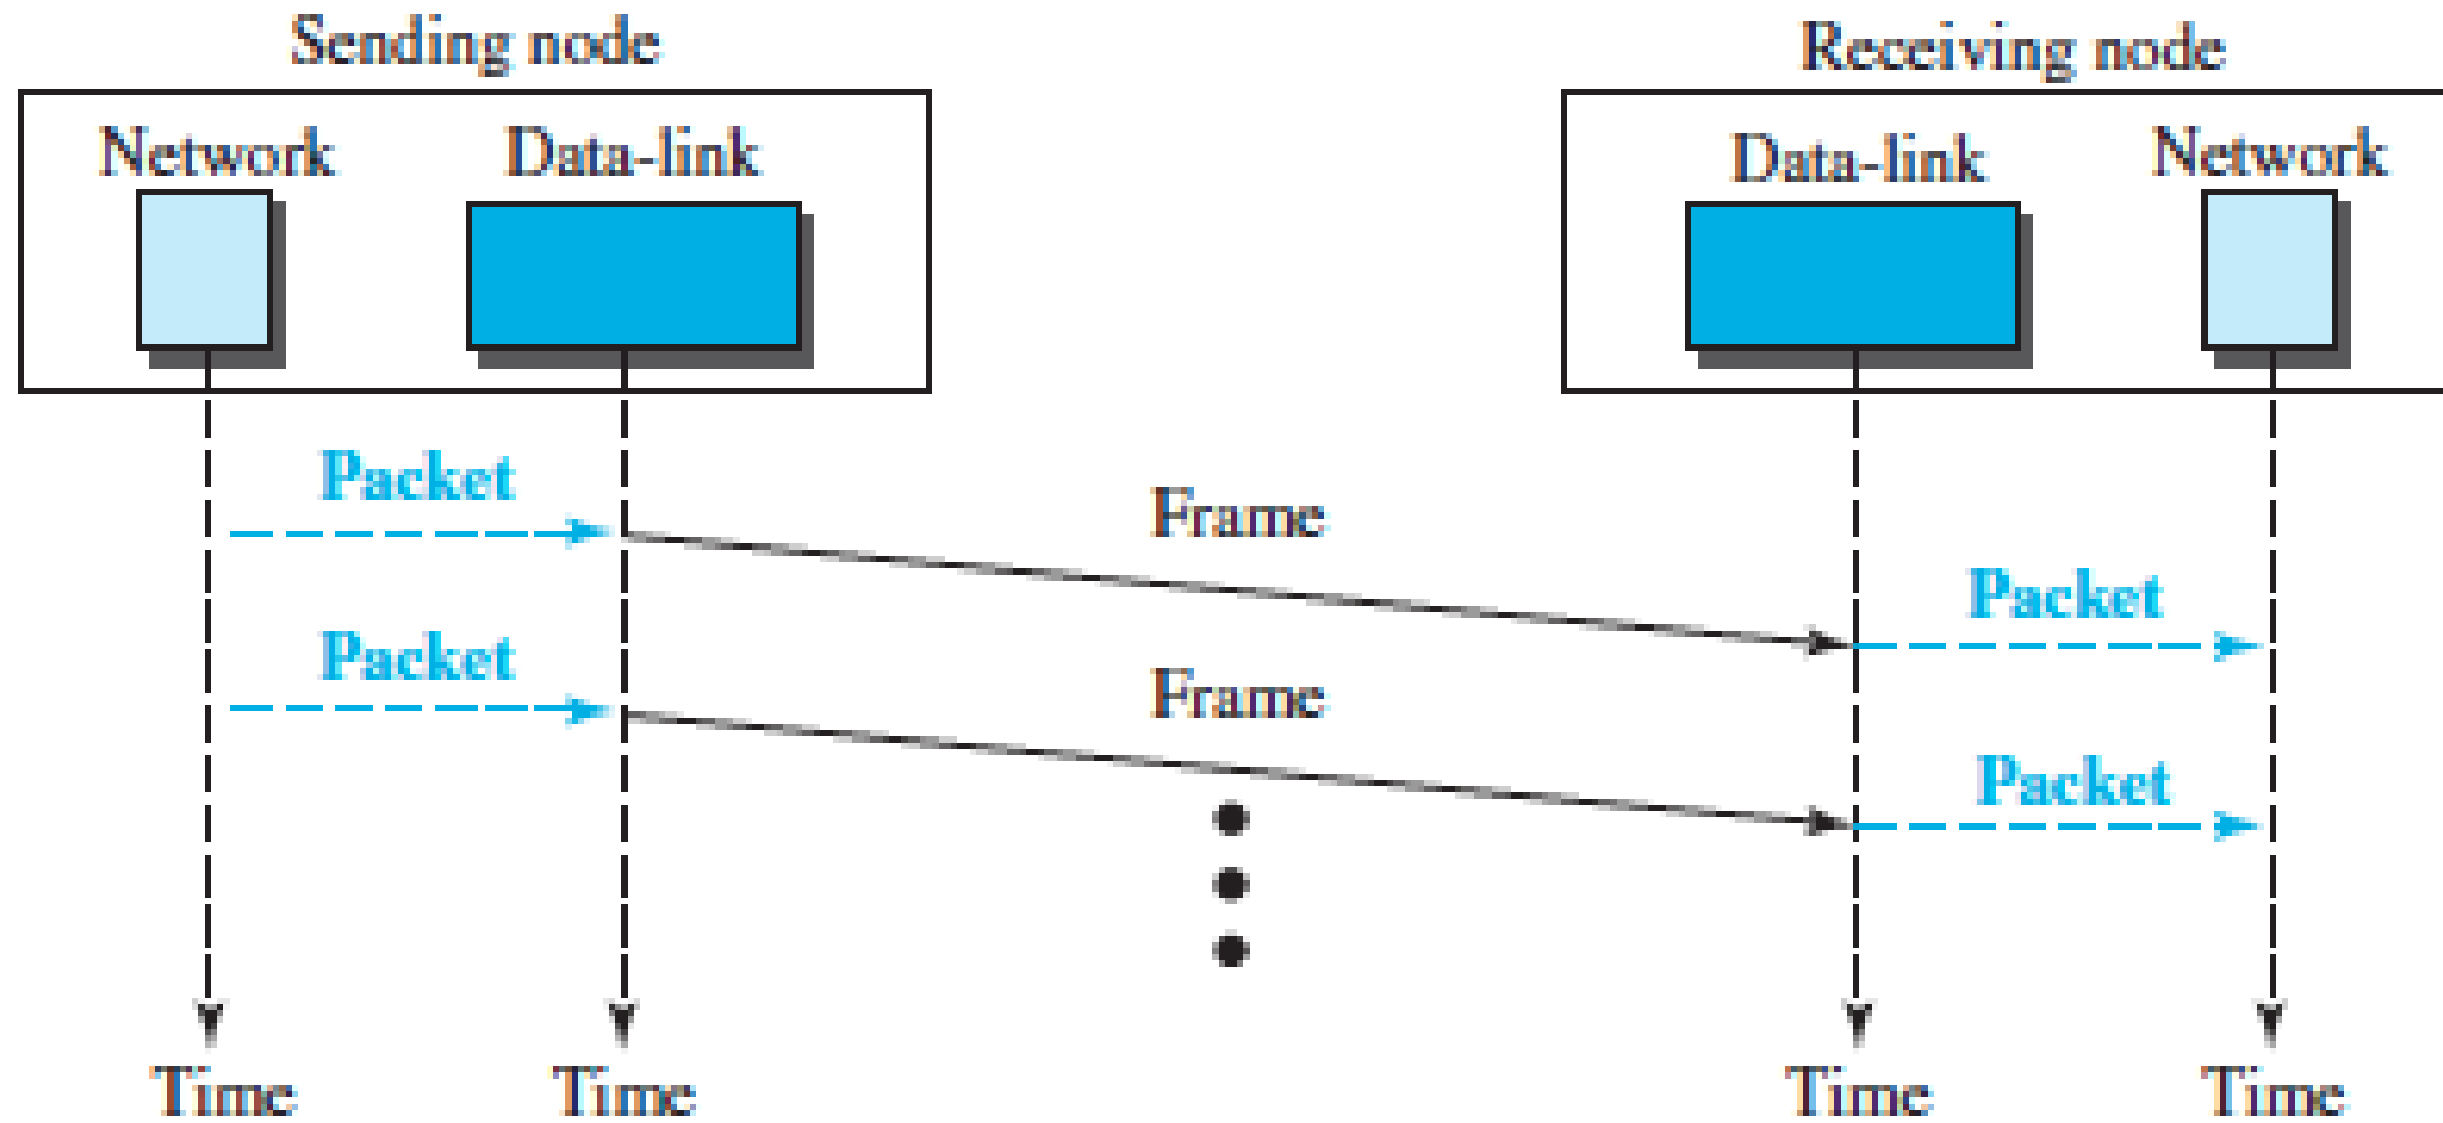 Sending node
Receiving node
Network
Data-link
Data-link
Network
Packet
Frame
Packet
Packet
Frame
Packet
Time
Time
Time
Time